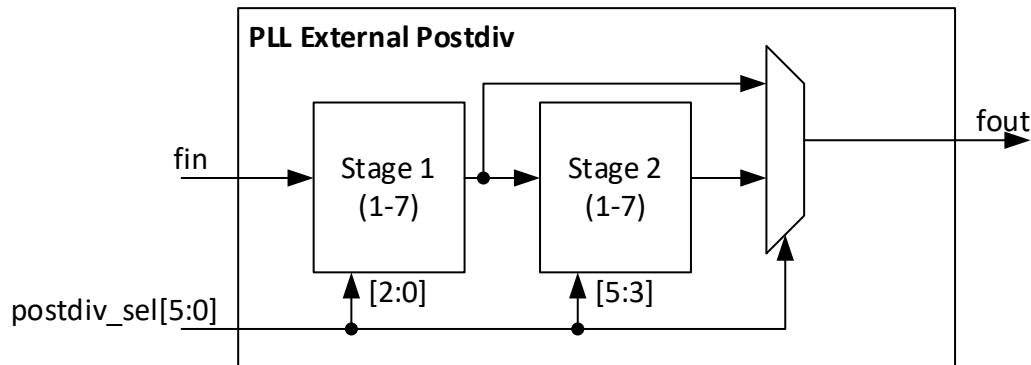 PLL External Postdiv
fin
Stage 1
(1-7)
Stage 2
(1-7)
fout
postdiv_sel[5:0]
[2:0]
[5:3]